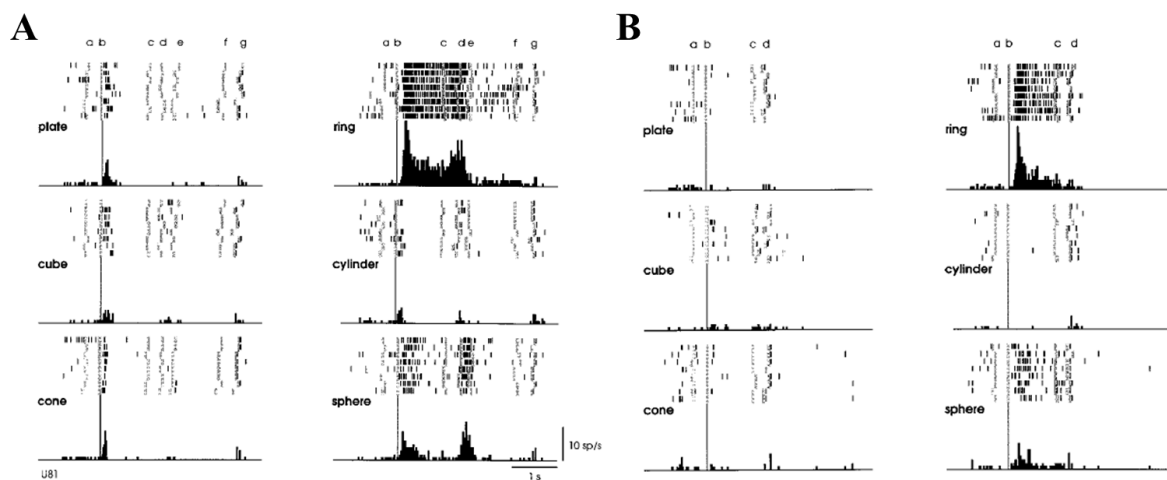 A
B
a b c d e f g
a b c d e f g
a b c d
a b c d
plate
ring
plate
ring
cube
cylinder
cube
cylinder
cone
sphere
cone
sphere
10 sp/s
U81
1 s